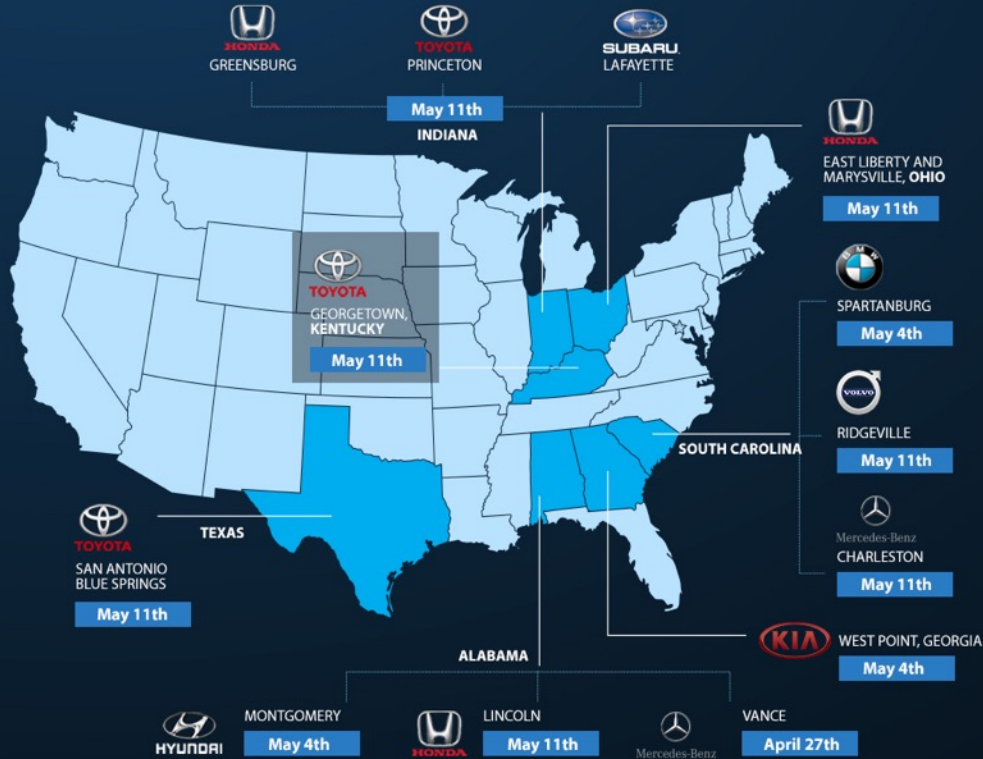 HONDA
GREENSBURG
TOYOTA
PRINCETON
SUBARU
LAFAYETTE
May 11th
INDIANA
HONDA
EAST LIBERTY AND
MARYSVILLE, OHIO
May 11th
TOYOTA
GEORGETOWN,
KENTUCKY
May 11th
BMW
SPARTANBURG
May 4th
VOLVO
RIDGEVILLE
May 11th
SOUTH CAROLINA
Mercedes-Benz
CHARLESTON
May 11th
TOYOTA
SAN ANTONIO
BLUE SPRINGS
May 11th
TEXAS
KIA
WEST POINT, GEORGIA
May 4th
ALABAMA
HYUNDAI
MONTGOMERY
May 4th
HONDA
LINCOLN
May 11th
Mercedes-Benz
VANCE
April 27th